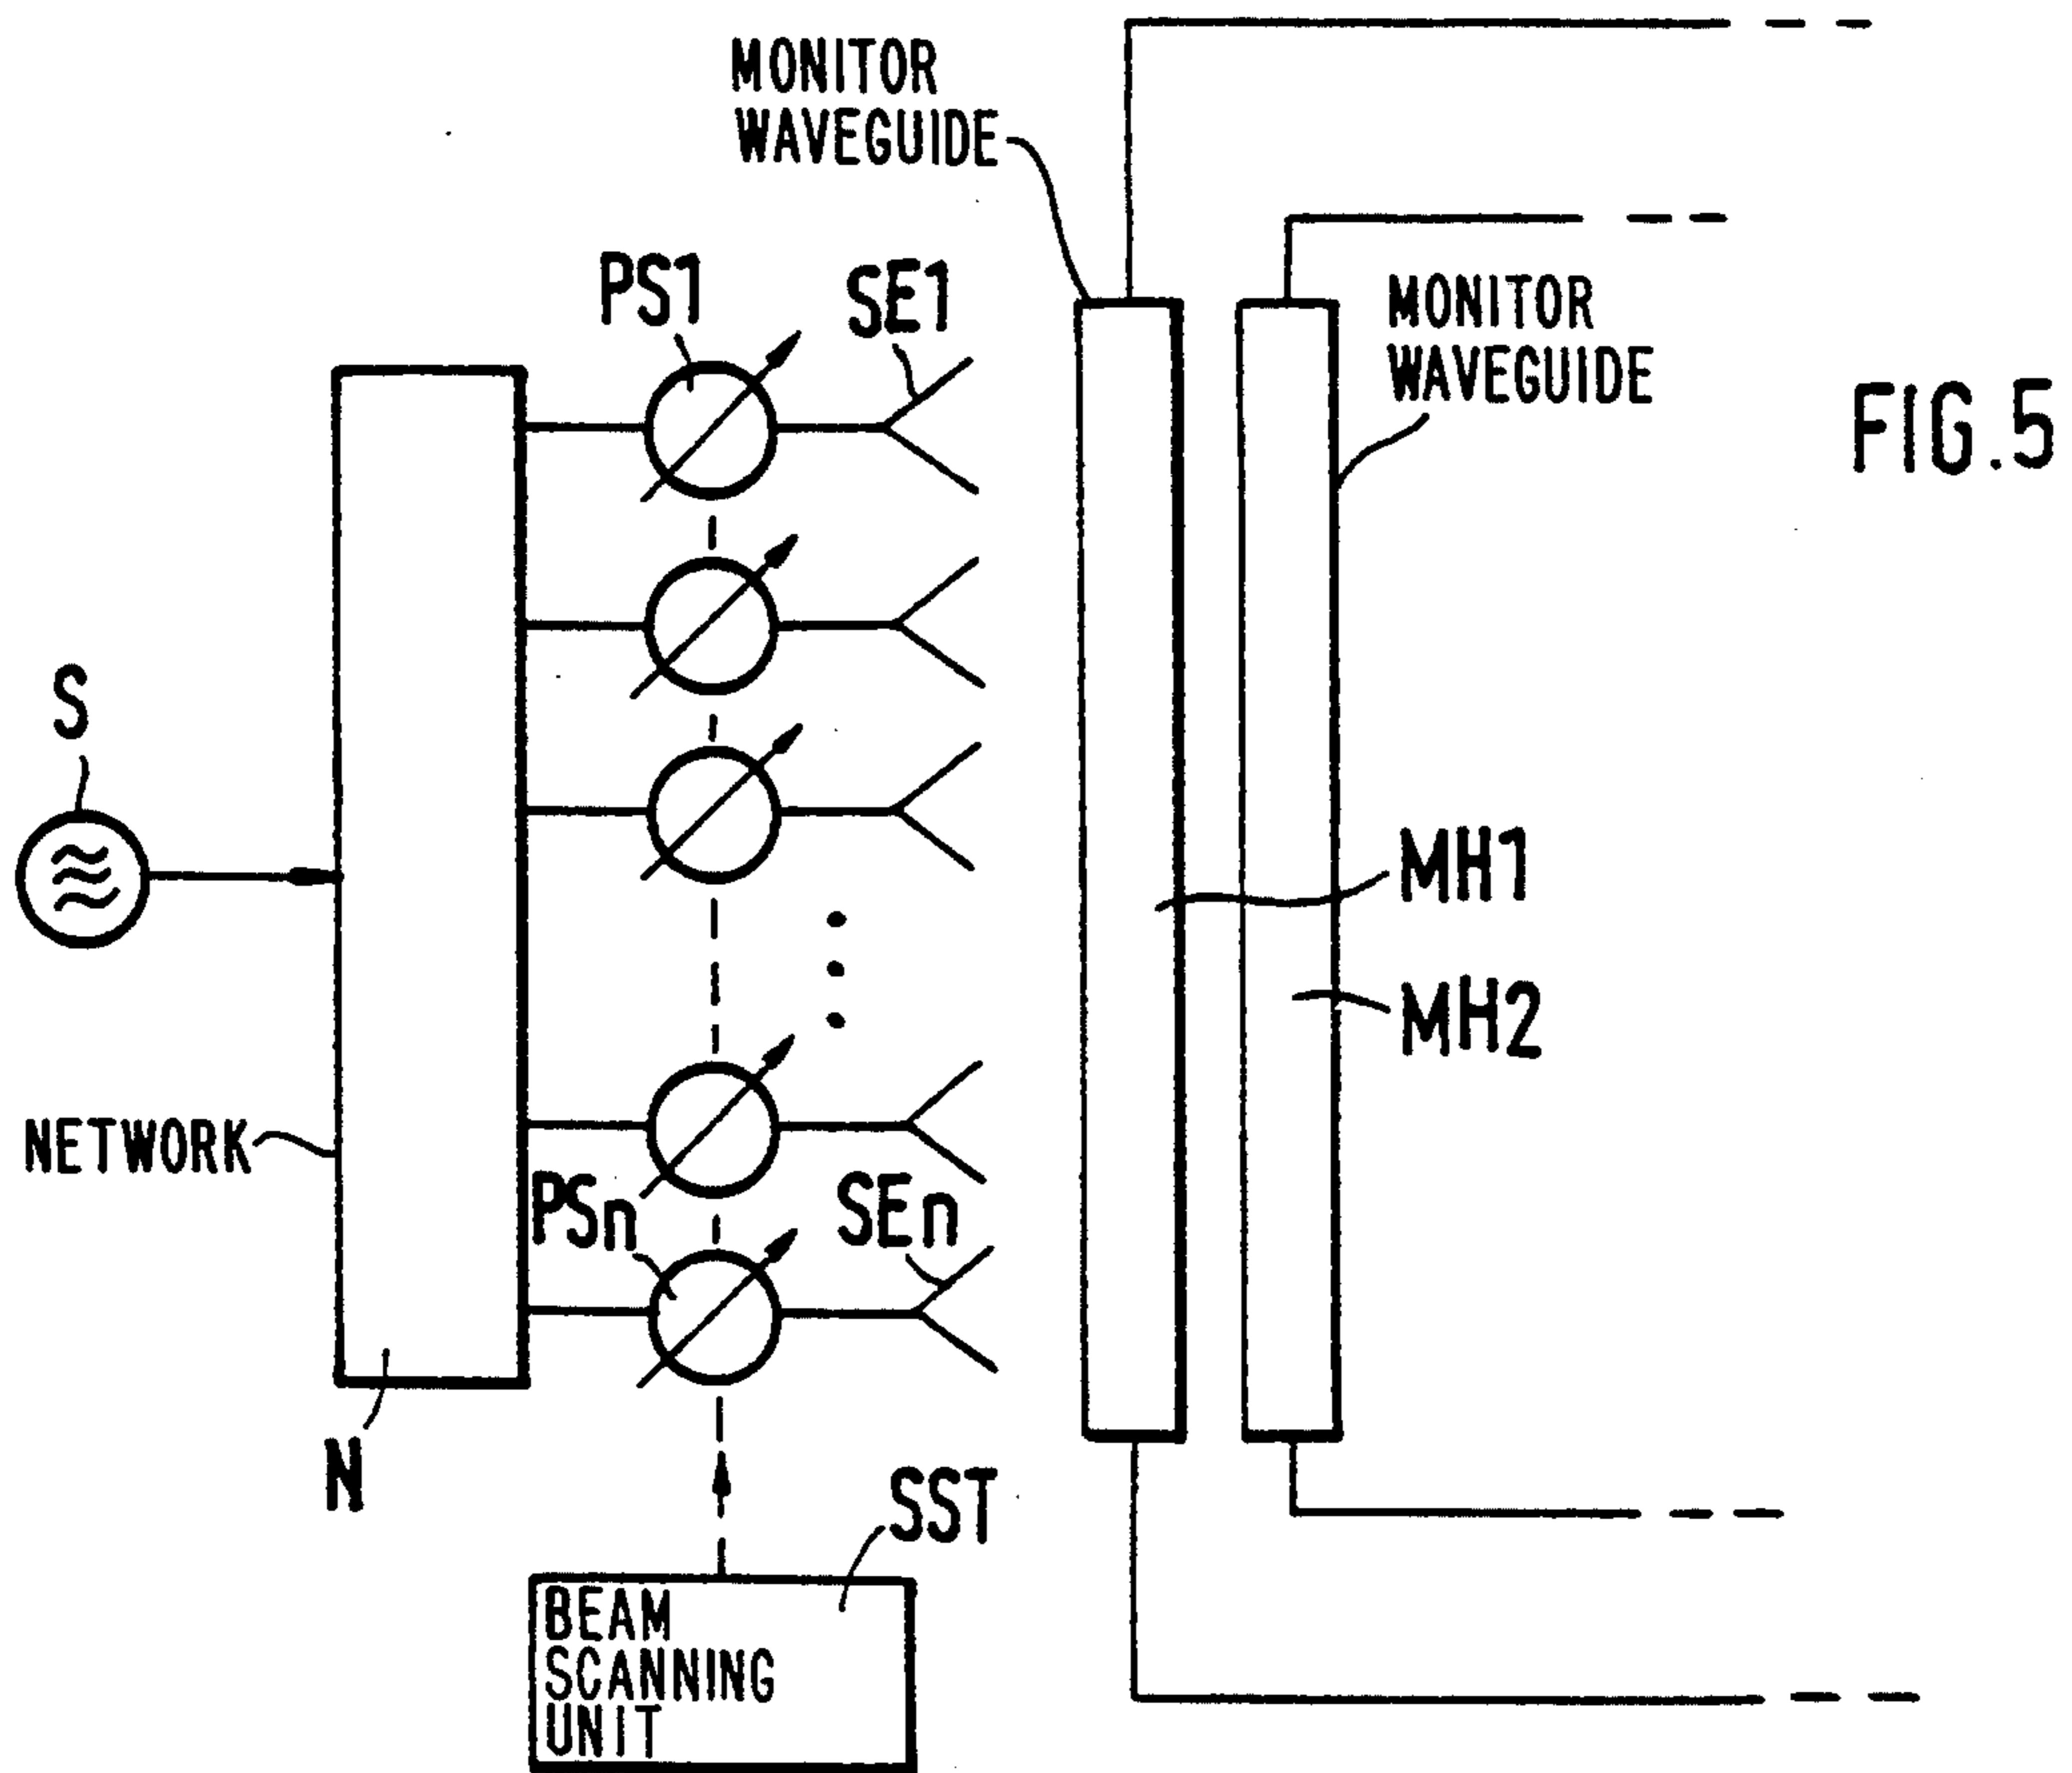 MONITOR
WAVEGUIDE
PS1
SE1
MONITOR
WAVEGUIDE
FIG.5
S
MH1
MH2
NETWORK
PSn
SEn
N
SST
BEAM
SCANNING
UNIT